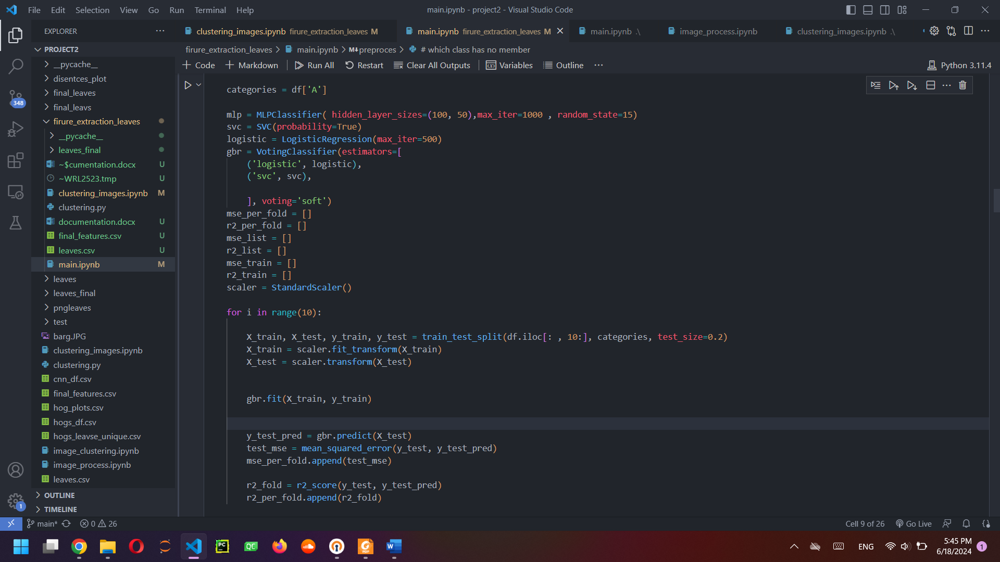 File Edit Selection View Go Run Terminal Help
main.ipynb - project2 - Visual Studio Code
EXPLORER
clustering_images.ipynb firure_extraction_leaves M
main.ipynb firure_extraction_leaves M
main.ipynb .\
image_process.ipynb
clustering_images.ipynb .\
firure_extraction_leaves > main.ipynb > M↓preproces > # which class has no member
Code Markdown Run All Restart Clear All Outputs Variables Outline
Python 3.11.4
PROJECT2
__pycache__
disentces_plot
final_leaves
final_leavs
firure_extraction_leaves
__pycache__
leaves_final
~$cumentation.docx U
~WRL2523.tmp U
clustering_images.ipynb M
clustering.py
documentation.docx U
final_features.csv U
leaves.csv U
main.ipynb M
leaves
leaves_final
pngleaves
test
barg.JPG
clustering_images.ipynb
clustering.py
cnn_df.csv
final_features.csv
hog_plots.csv
hogs_df.csv
hogs_leavse_unique.csv
image_clustering.ipynb
image_process.ipynb
leaves.csv
OUTLINE
TIMELINE
348
1
categories = df['A']
mlp = MLPClassifier( hidden_layer_sizes=(100, 50),max_iter=1000 , random_state=15)
svc = SVC(probability=True)
logistic = LogisticRegression(max_iter=500)
gbr = VotingClassifier(estimators=[
('logistic', logistic),
('svc', svc),
], voting='soft')
mse_per_fold = []
r2_per_fold = []
mse_list = []
r2_list = []
mse_train = []
r2_train = []
scaler = StandardScaler()
for i in range(10):
X_train, X_test, y_train, y_test = train_test_split(df.iloc[: , 10:], categories, test_size=0.2)
X_train = scaler.fit_transform(X_train)
X_test = scaler.transform(X_test)
gbr.fit(X_train, y_train)
y_test_pred = gbr.predict(X_test)
test_mse = mean_squared_error(y_test, y_test_pred)
mse_per_fold.append(test_mse)
r2_fold = r2_score(y_test, y_test_pred)
r2_per_fold.append(r2_fold)
main* 0 26
Cell 9 of 26 Go Live
PC
QC
PDF
W
ENG
5:45 PM
6/18/2024
1